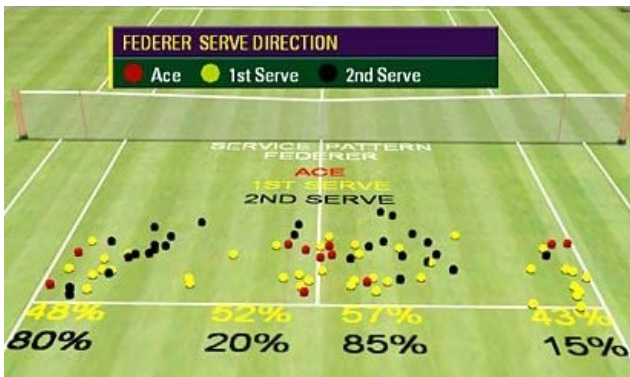 FEDERER SERVE DIRECTION
Ace 1st Serve 2nd Serve
SERVICE PATTERN
FEDERER
ACE
1ST SERVE
2ND SERVE
48% 52% 57% 43%
80% 20% 85% 15%